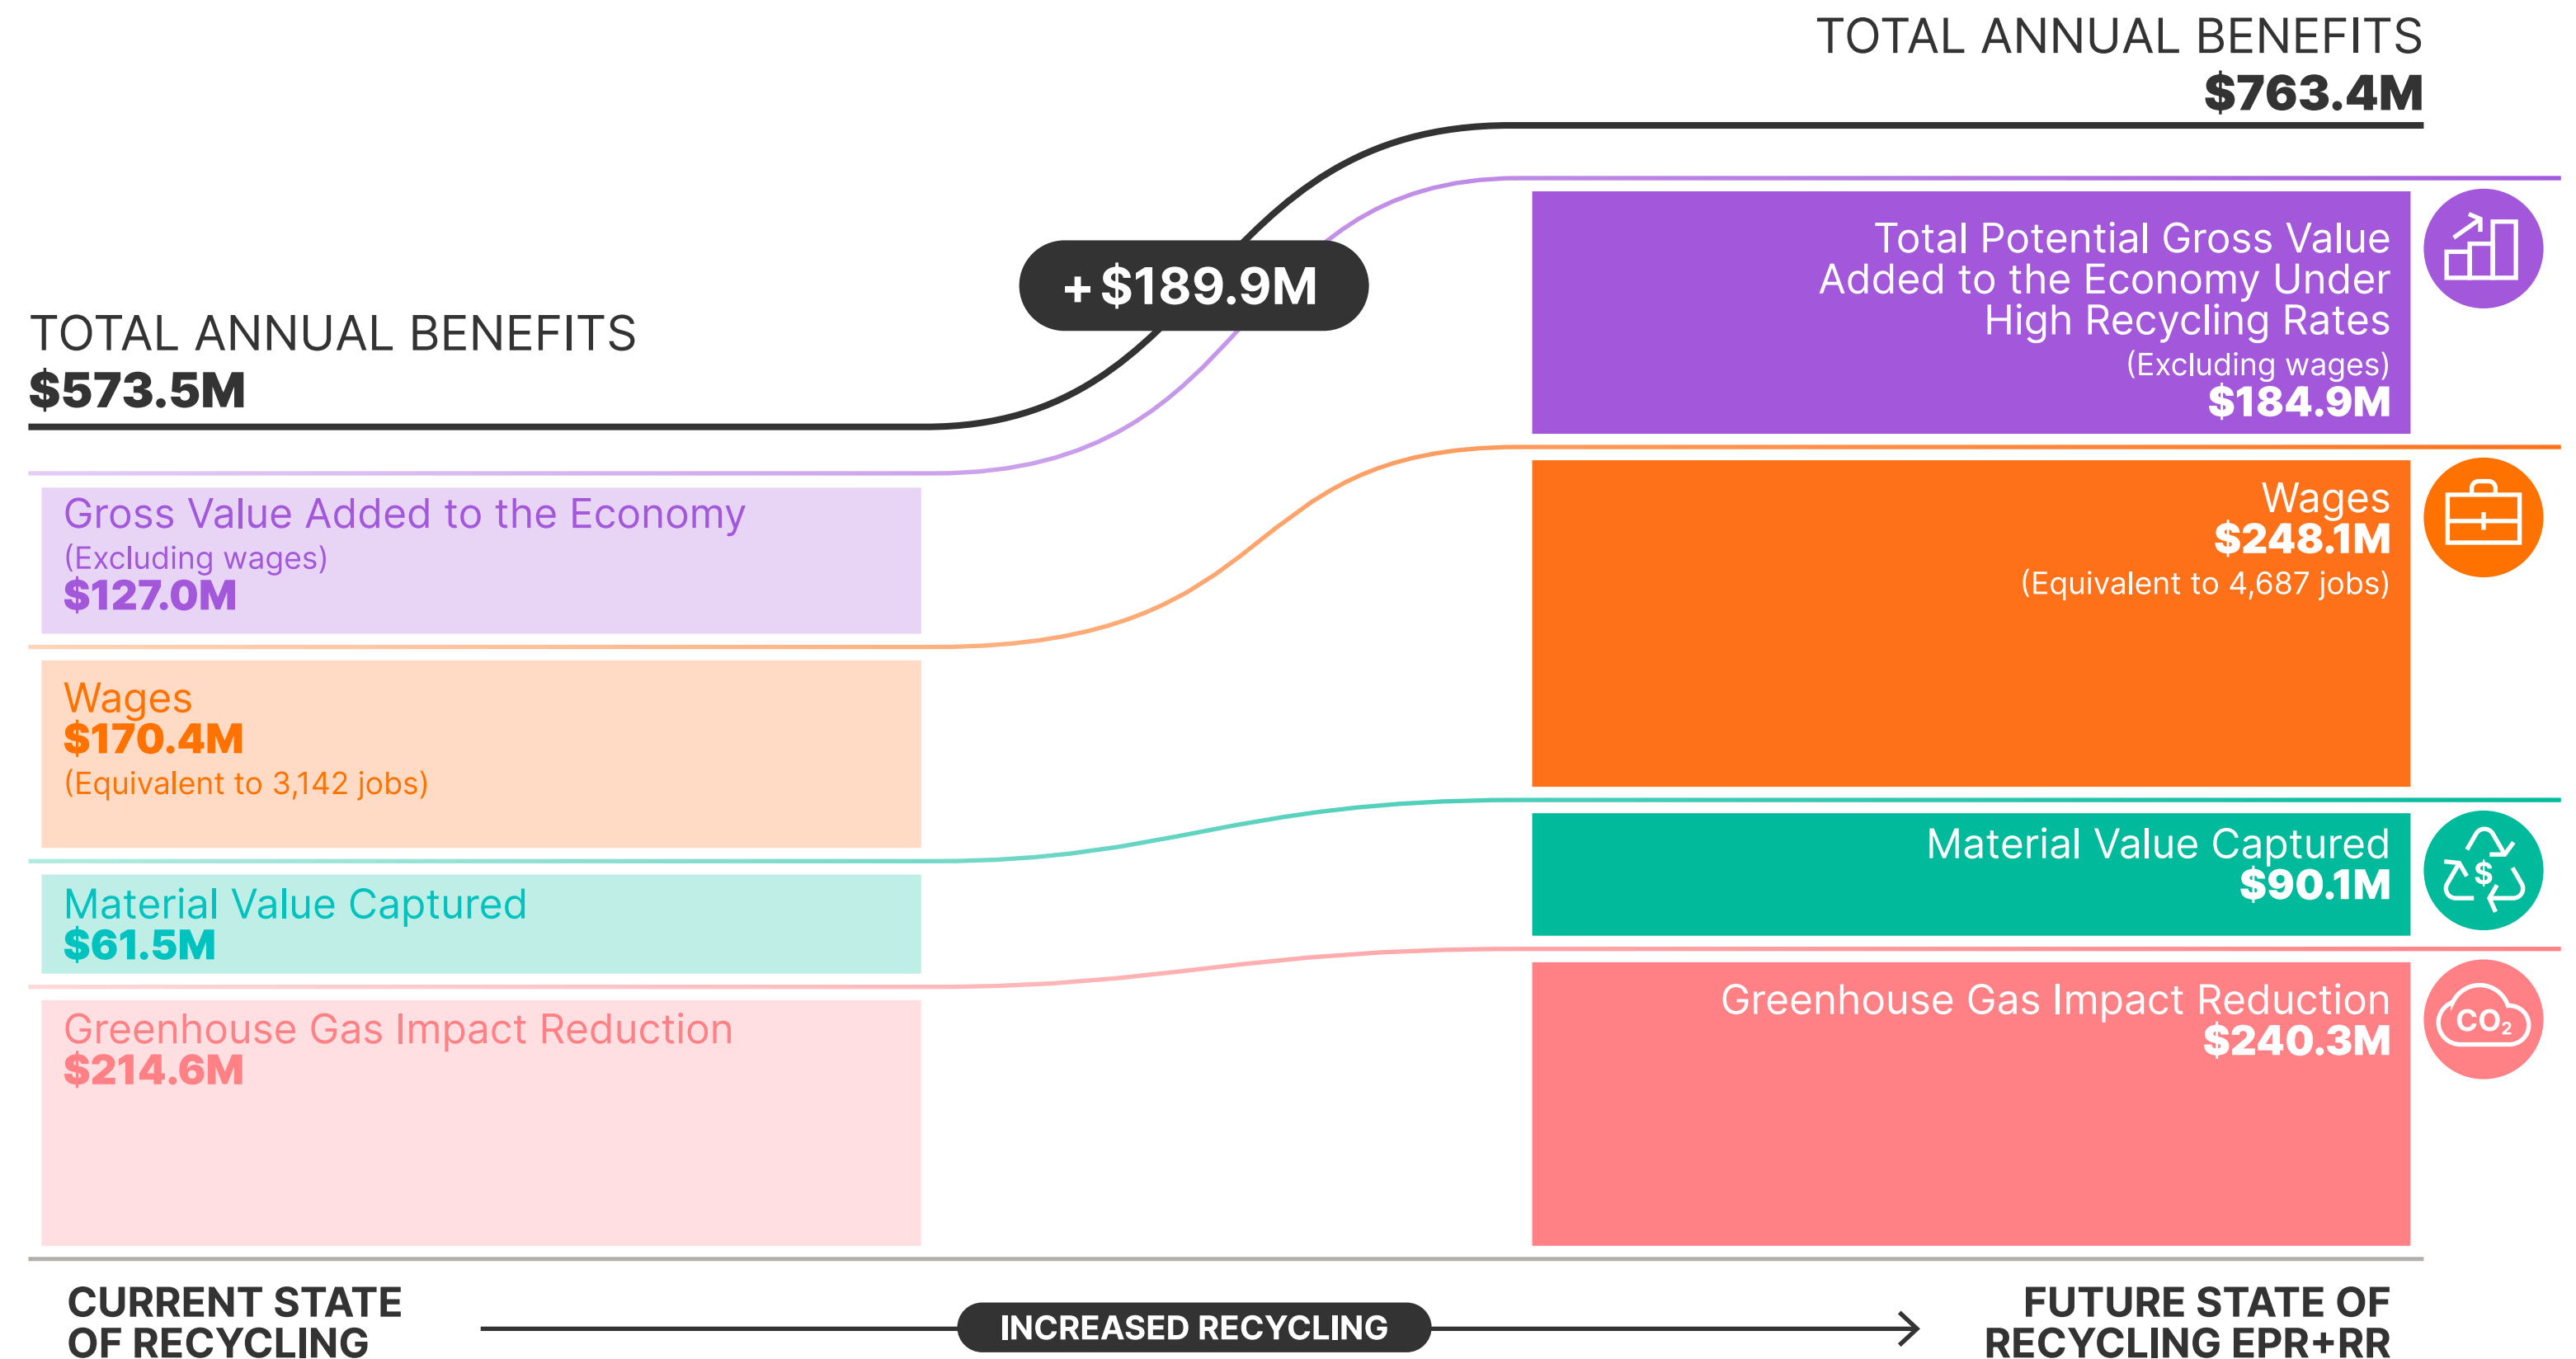 TOTAL ANNUAL BENEFITS
$763.4M
+$189.9M
TOTAL ANNUAL BENEFITS
$573.5M
Gross Value Added to the Economy
(Excluding wages)
$127.0M
Wages
$170.4M
(Equivalent to 3,142 jobs)
Material Value Captured
$61.5M
Greenhouse Gas Impact Reduction
$214.6M
Total Potential Gross Value
Added to the Economy Under
High Recycling Rates
(Excluding wages)
$184.9M
Wages
$248.1M
(Equivalent to 4,687 jobs)
Material Value Captured
$90.1M
$
Greenhouse Gas Impact Reduction
$240.3M
CO₂
CURRENT STATE
OF RECYCLING
INCREASED RECYCLING
FUTURE STATE OF
RECYCLING EPR+RR